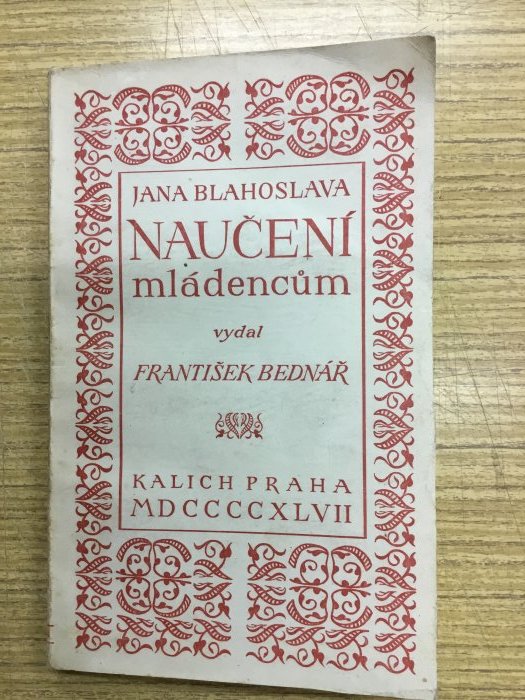 JANA BLAHOSLAVA
NAUČENÍ
mládencům
vydal
FRANTIŠEK BEDNÁŘ
KALICH PRAHA
MDCCCCXLVII